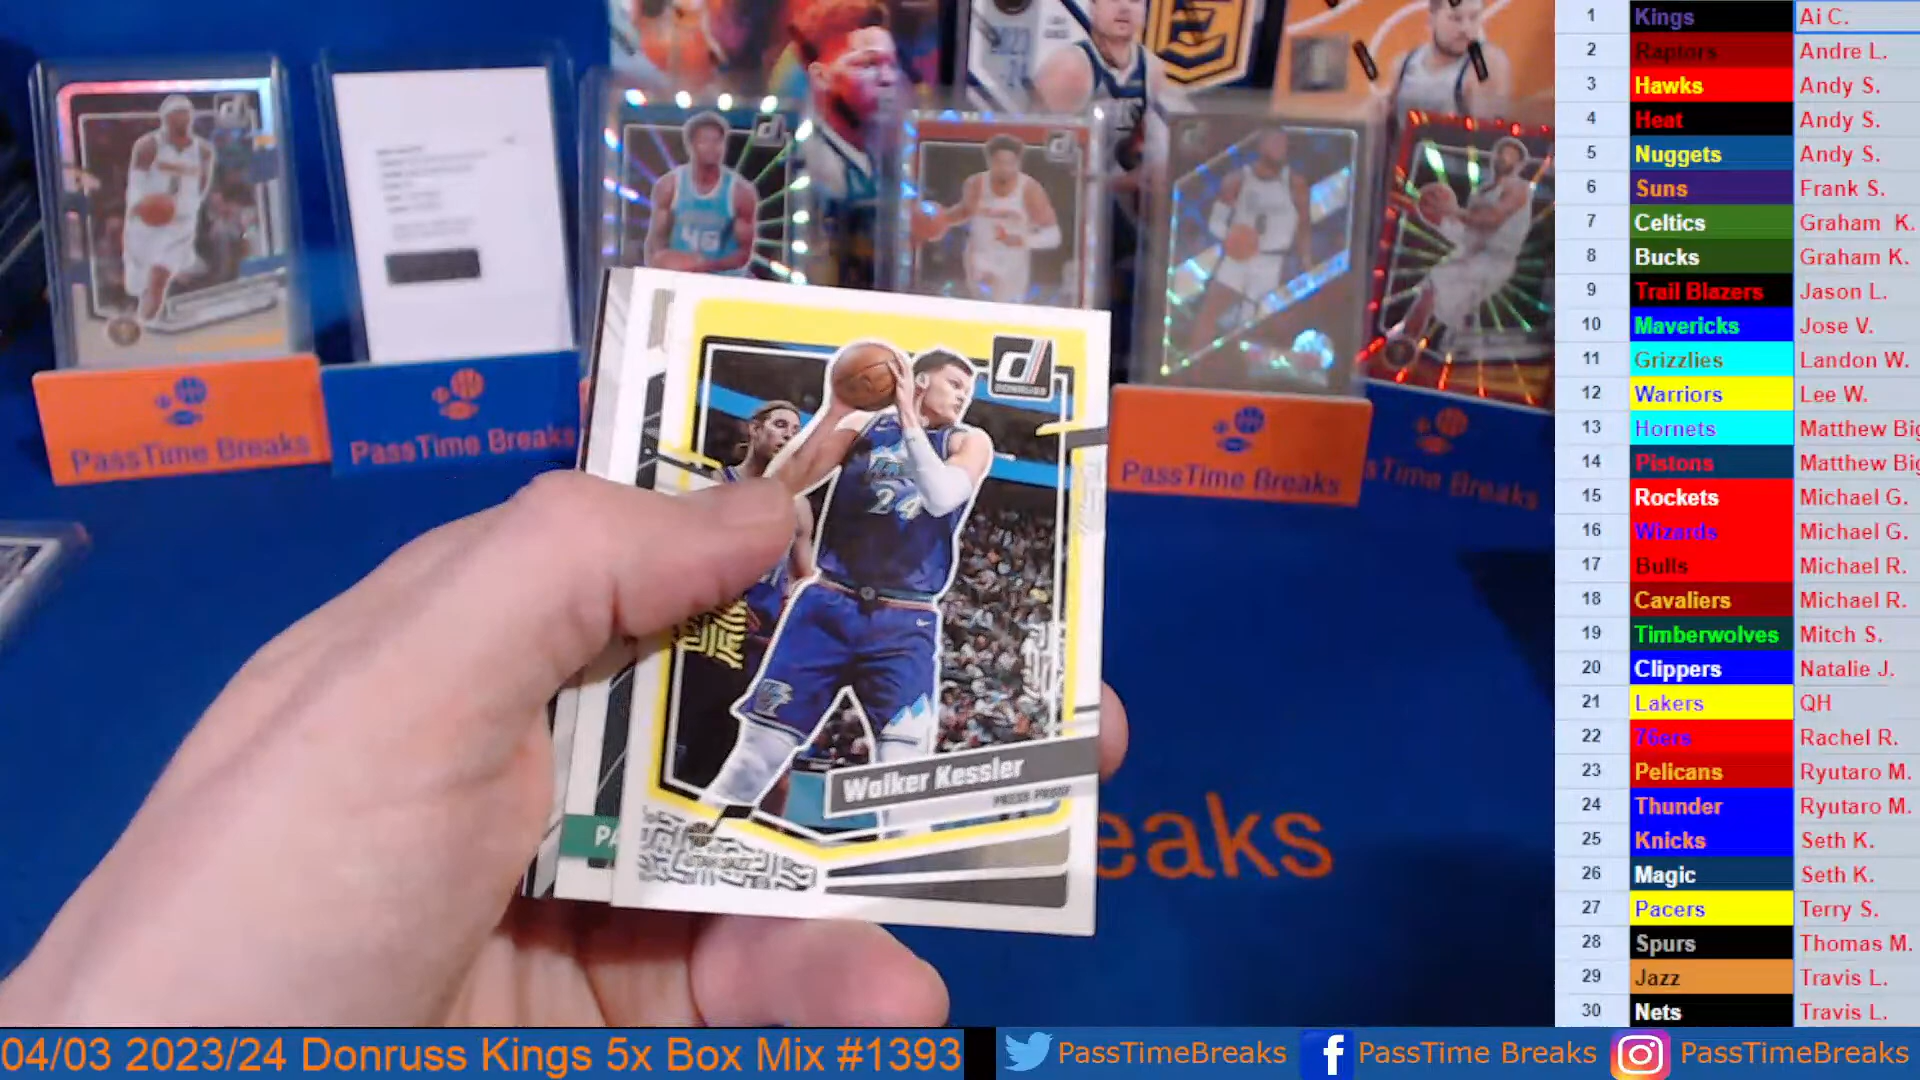 PassTime Breaks
PassTime Breaks
PassTime Breaks
DONRUSS
24
Walker Kessler
PRESS PROOF
PA
eaks
1 Kings Ai C.
2 Raptors Andre L.
3 Hawks Andy S.
4 Heat Andy S.
5 Nuggets Andy S.
6 Suns Frank S.
7 Celtics Graham K.
8 Bucks Graham K.
9 Trail Blazers Jason L.
10 Mavericks Jose V.
11 Grizzlies Landon W.
12 Warriors Lee W.
13 Hornets Matthew Big
14 Pistons Matthew Big
15 Rockets Michael G.
16 Wizards Michael G.
17 Bulls Michael R.
18 Cavaliers Michael R.
19 Timberwolves Mitch S.
20 Clippers Natalie J.
21 Lakers QH
22 76ers Rachel R.
23 Pelicans Ryutaro M.
24 Thunder Ryutaro M.
25 Knicks Seth K.
26 Magic Seth K.
27 Pacers Terry S.
28 Spurs Thomas M.
29 Jazz Travis L.
30 Nets Travis L.
04/03 2023/24 Donruss Kings 5x Box Mix #1393
PassTimeBreaks
PassTime Breaks
PassTimeBreaks